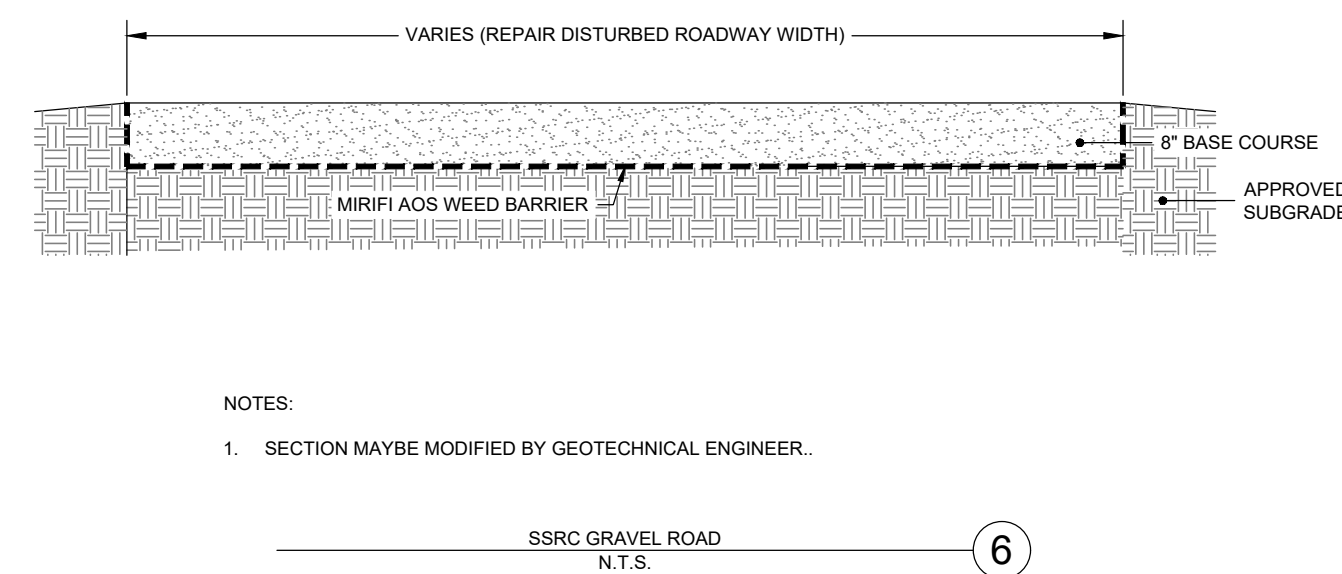 VARIES (REPAIR DISTURBED ROADWAY WIDTH)
8" BASE COURSE
MIRIFI AOS WEED BARRIER
APPROVED
SUBGRADE
NOTES:
1. SECTION MAYBE MODIFIED BY GEOTECHNICAL ENGINEER..
SSRC GRAVEL ROAD
N.T.S.
6